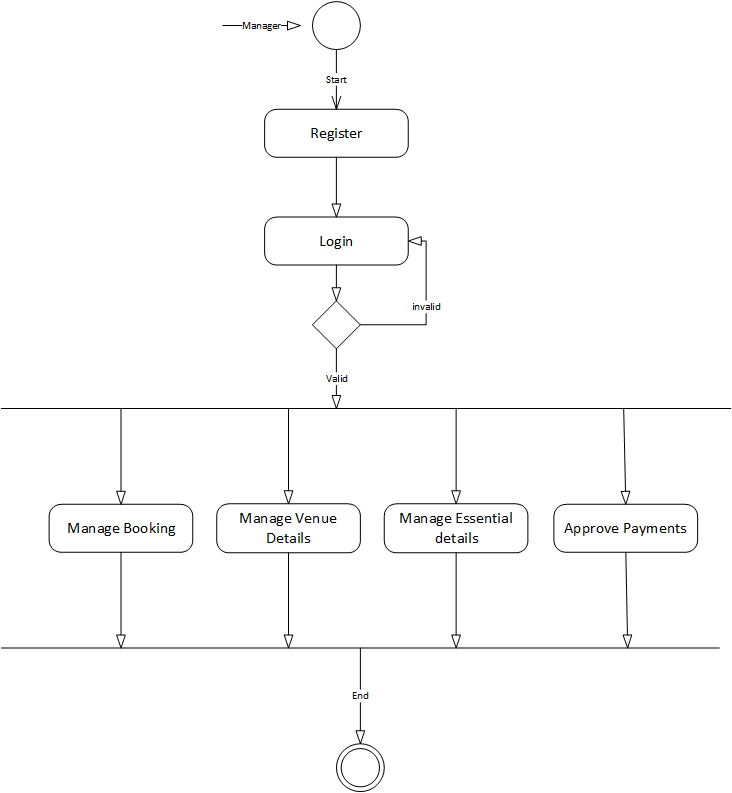 Manager
Start
Register
Login
invalid
Valid
Manage Booking
Manage Venue
Details
Manage Essential
details
Approve Payments
End